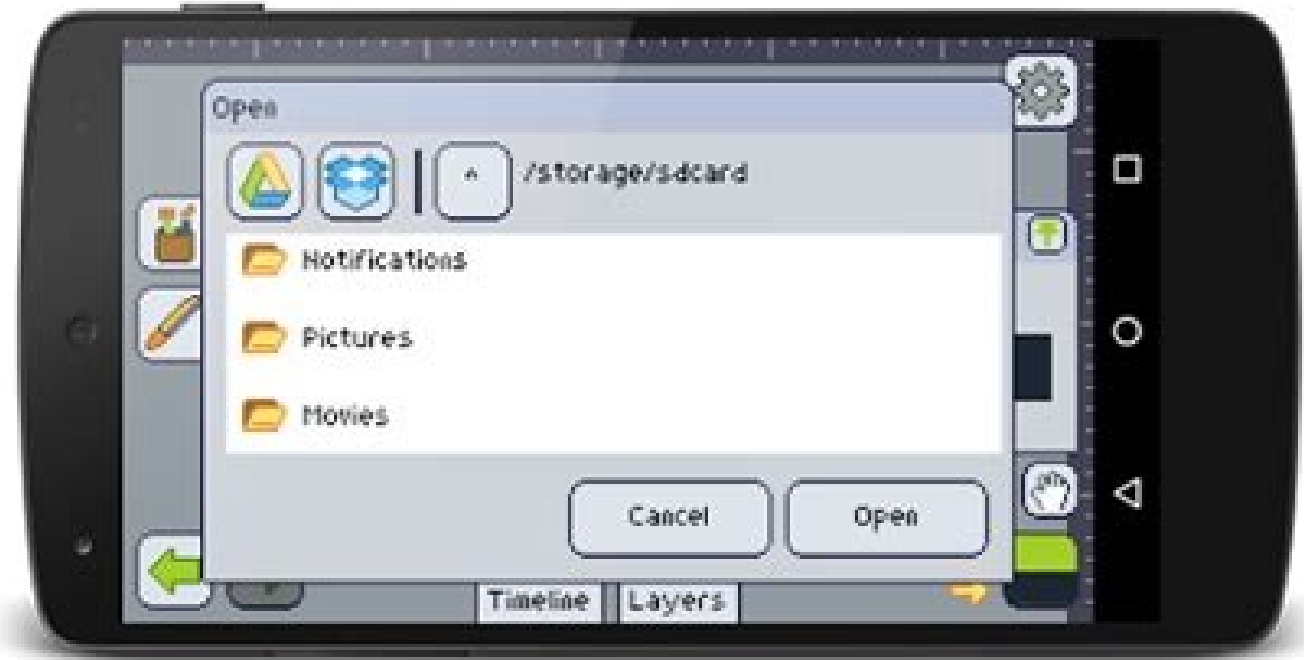 Open
^ /storage/sdcard
Notifications
Pictures
Movies
Cancel Open
Timeline Layers